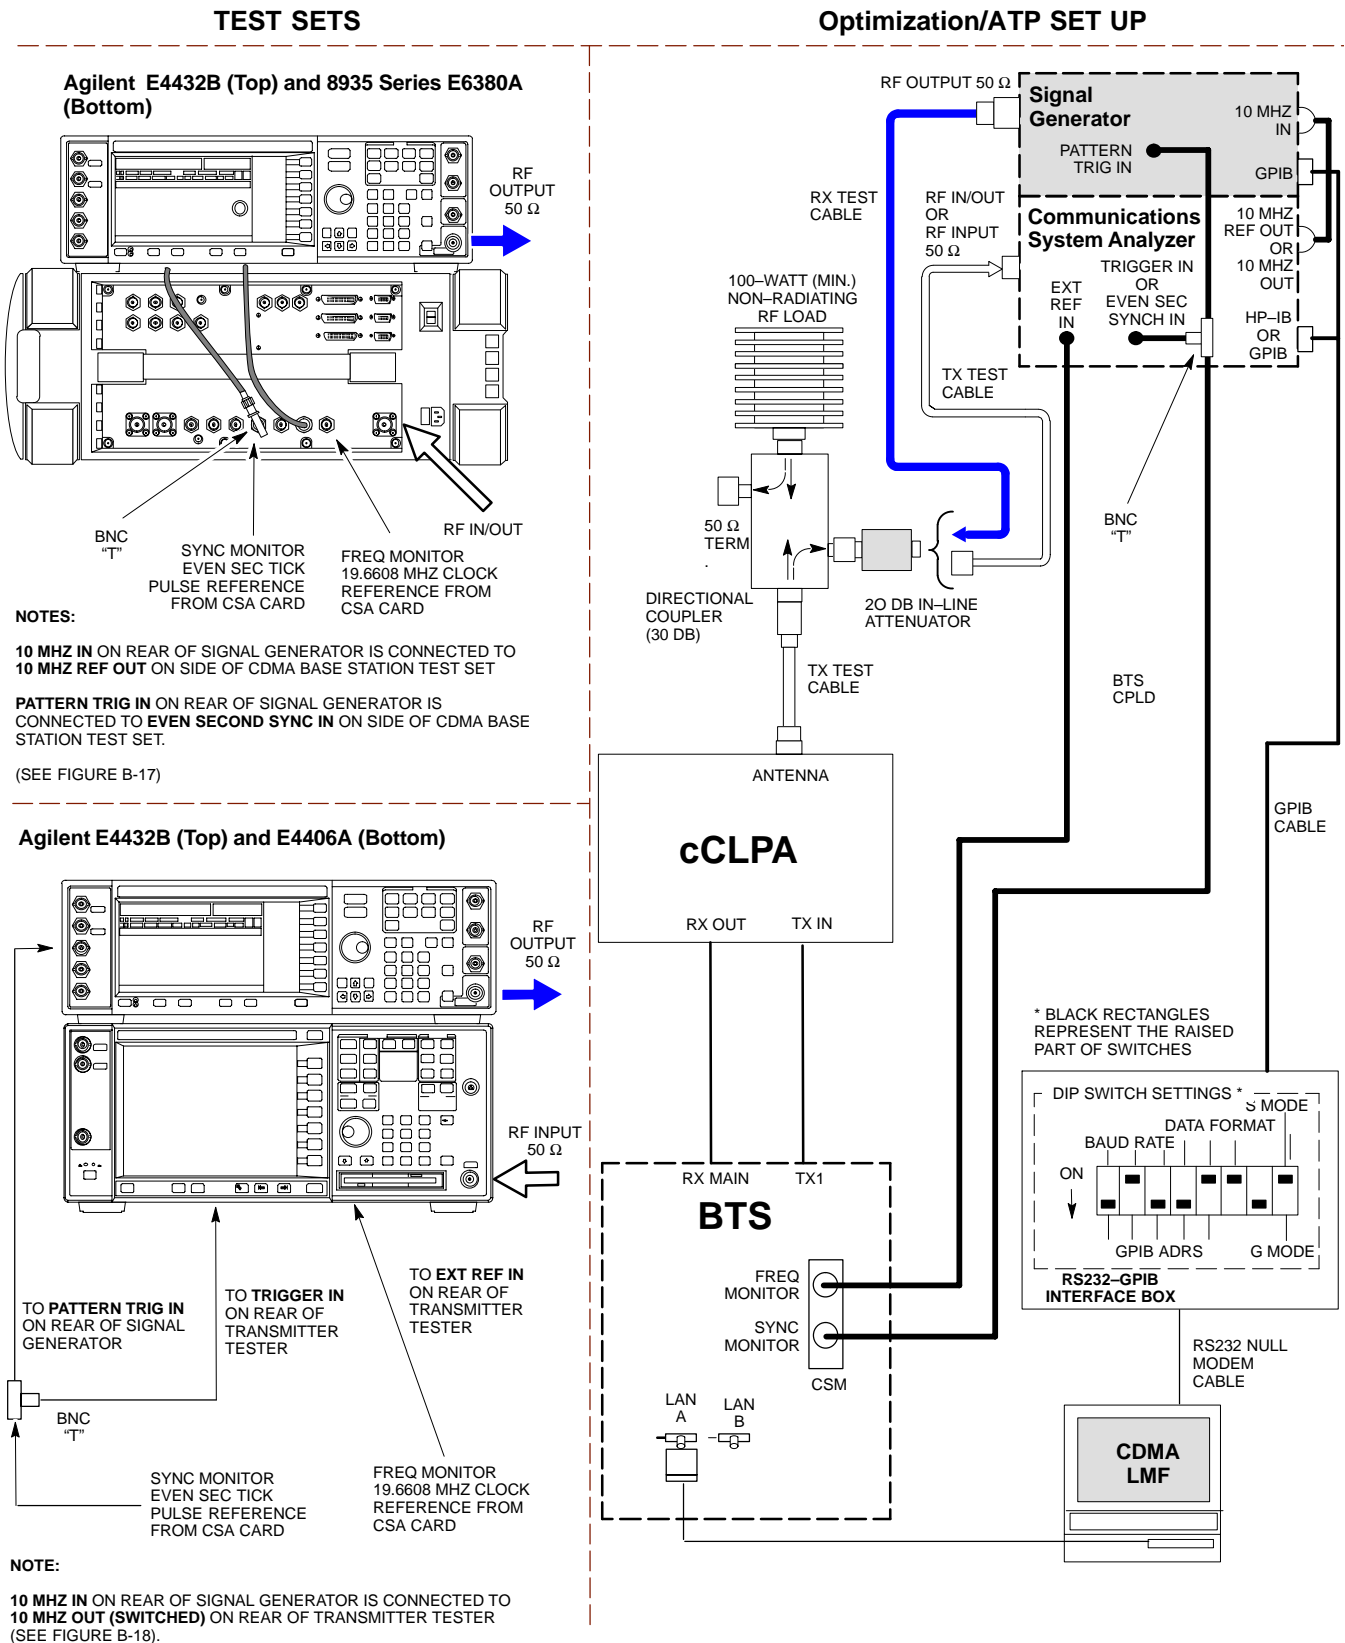 TEST SETS
Agilent E4432B (Top) and 8935 Series E6380A
(Bottom)
RF
OUTPUT
50 Ω
BNC
“T”
SYNC MONITOR
EVEN SEC TICK
PULSE REFERENCE
FROM CSA CARD
FREQ MONITOR
19.6608 MHZ CLOCK
REFERENCE FROM
CSA CARD
RF IN/OUT
NOTES:
10 MHZ IN ON REAR OF SIGNAL GENERATOR IS CONNECTED TO
10 MHZ REF OUT ON SIDE OF CDMA BASE STATION TEST SET
PATTERN TRIG IN ON REAR OF SIGNAL GENERATOR IS
CONNECTED TO EVEN SECOND SYNC IN ON SIDE OF CDMA BASE
STATION TEST SET.
(SEE FIGURE B-17)
Agilent E4432B (Top) and E4406A (Bottom)
RF
OUTPUT
50 Ω
RF INPUT
50 Ω
TO PATTERN TRIG IN
ON REAR OF SIGNAL
GENERATOR
TO TRIGGER IN
ON REAR OF
TRANSMITTER
TESTER
TO EXT REF IN
ON REAR OF
TRANSMITTER
TESTER
BNC
“T”
SYNC MONITOR
EVEN SEC TICK
PULSE REFERENCE
FROM CSA CARD
FREQ MONITOR
19.6608 MHZ CLOCK
REFERENCE FROM
CSA CARD
NOTE:
10 MHZ IN ON REAR OF SIGNAL GENERATOR IS CONNECTED TO
10 MHZ OUT (SWITCHED) ON REAR OF TRANSMITTER TESTER
(SEE FIGURE B-18).
Optimization/ATP SET UP
RF OUTPUT 50 Ω
Signal
Generator
10 MHZ
IN
PATTERN
TRIG IN
GPIB
RX TEST
CABLE
RF IN/OUT
OR
RF INPUT
50 Ω
Communications
System Analyzer
10 MHZ
REF OUT
OR
10 MHZ
OUT
TRIGGER IN
OR
EVEN SEC
SYNCH IN
EXT
REF
IN
HP–IB
OR
GPIB
100–WATT (MIN.)
NON–RADIATING
RF LOAD
TX TEST
CABLE
50 Ω
TERM
.
BNC
“T”
DIRECTIONAL
COUPLER
(30 DB)
2O DB IN–LINE
ATTENUATOR
TX TEST
CABLE
BTS
CPLD
ANTENNA
cCLPA
RX OUT
TX IN
GPIB
CABLE
* BLACK RECTANGLES
REPRESENT THE RAISED
PART OF SWITCHES
DIP SWITCH SETTINGS *
S MODE
DATA FORMAT
BAUD RATE
ON
GPIB ADRS
G MODE
RS232–GPIB
INTERFACE BOX
RX MAIN
TX1
BTS
FREQ
MONITOR
SYNC
MONITOR
CSM
LAN
A
LAN
B
RS232 NULL
MODEM
CABLE
CDMA
LMF